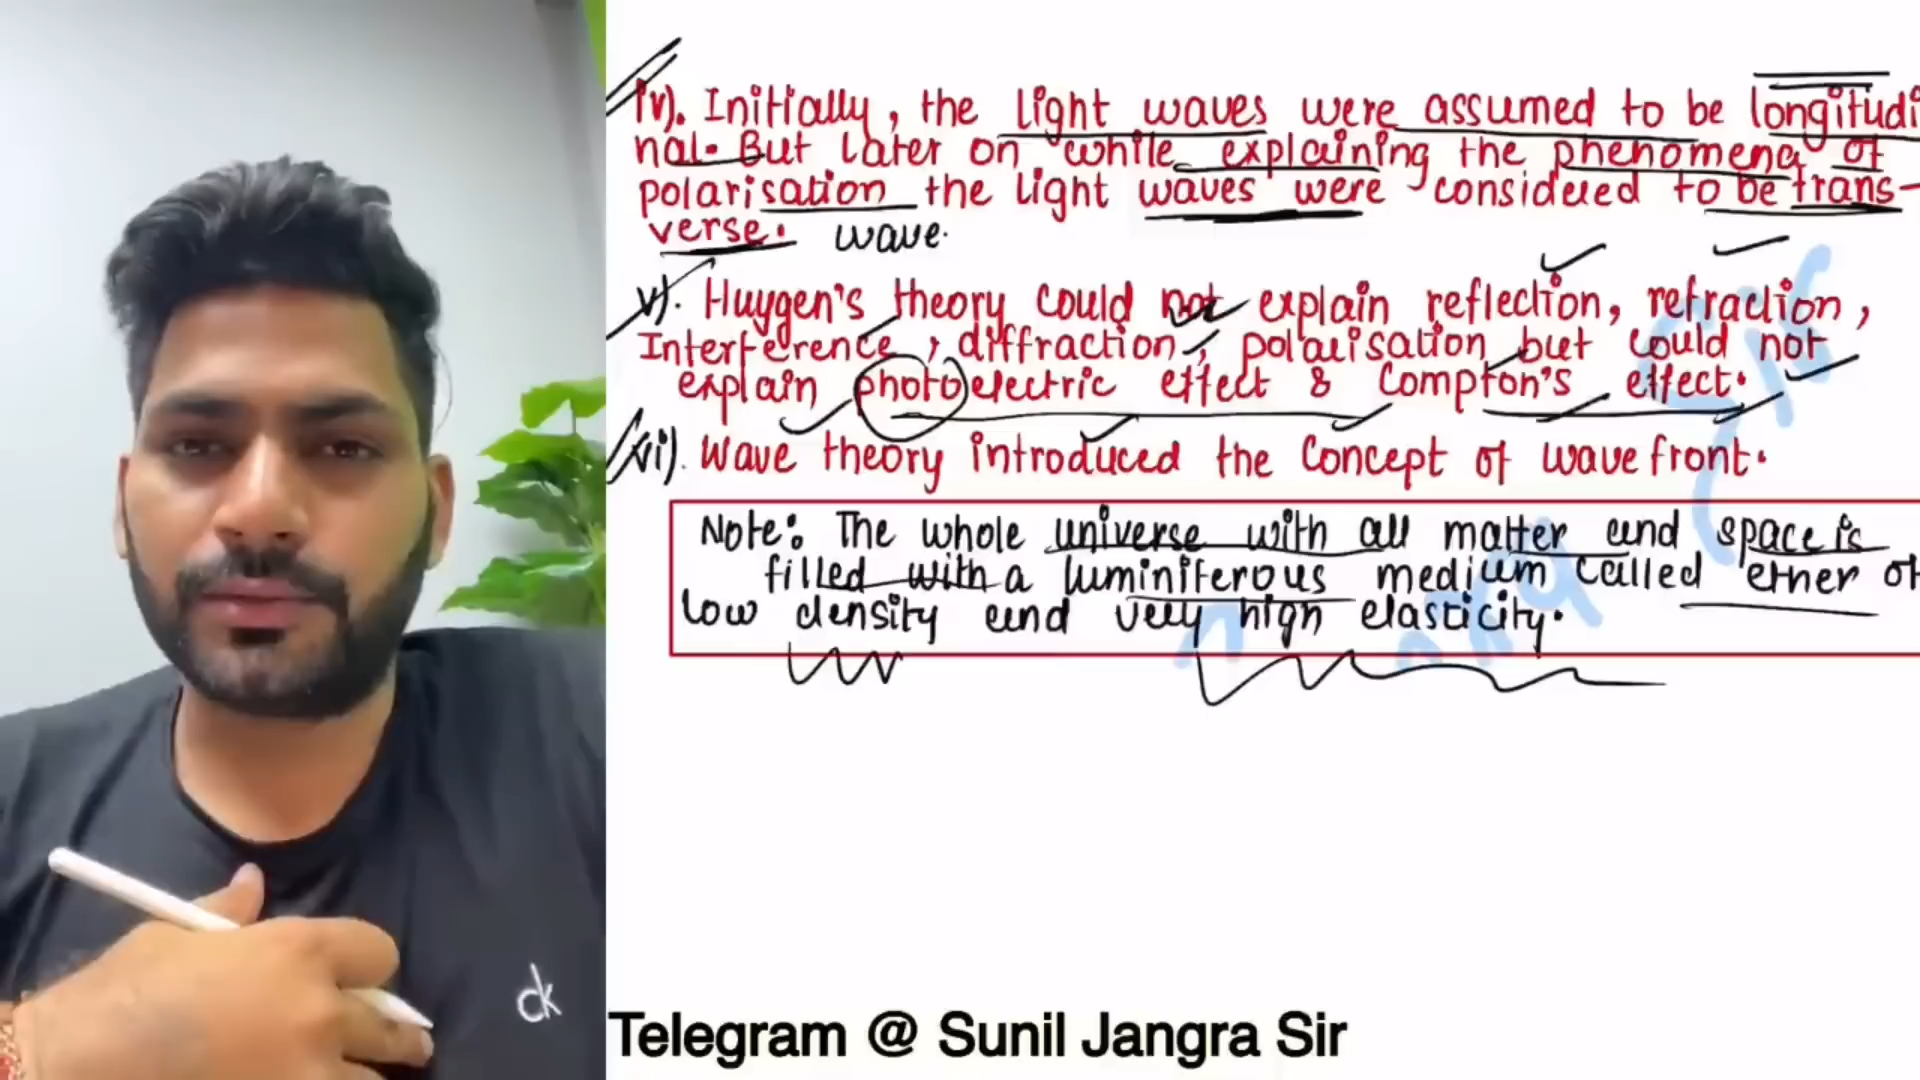 iv). Initially, the light waves were assumed to be longitudi
nal. But later on while explaining the phenomena of
polarisation the light waves were considered to be trans-
verse. wave.
v). Huygen's theory could not explain reflection, refraction,
Interference, diffraction, polarisation but could not
explain photoelectric effect & Compton's effect.
vi). Wave theory introduced the Concept of wavefront.
Note: The whole universe with all matter and space is
filled with a luminiferous medium called ether of
low density and very high elasticity.
ck
Telegram @ Sunil Jangra Sir